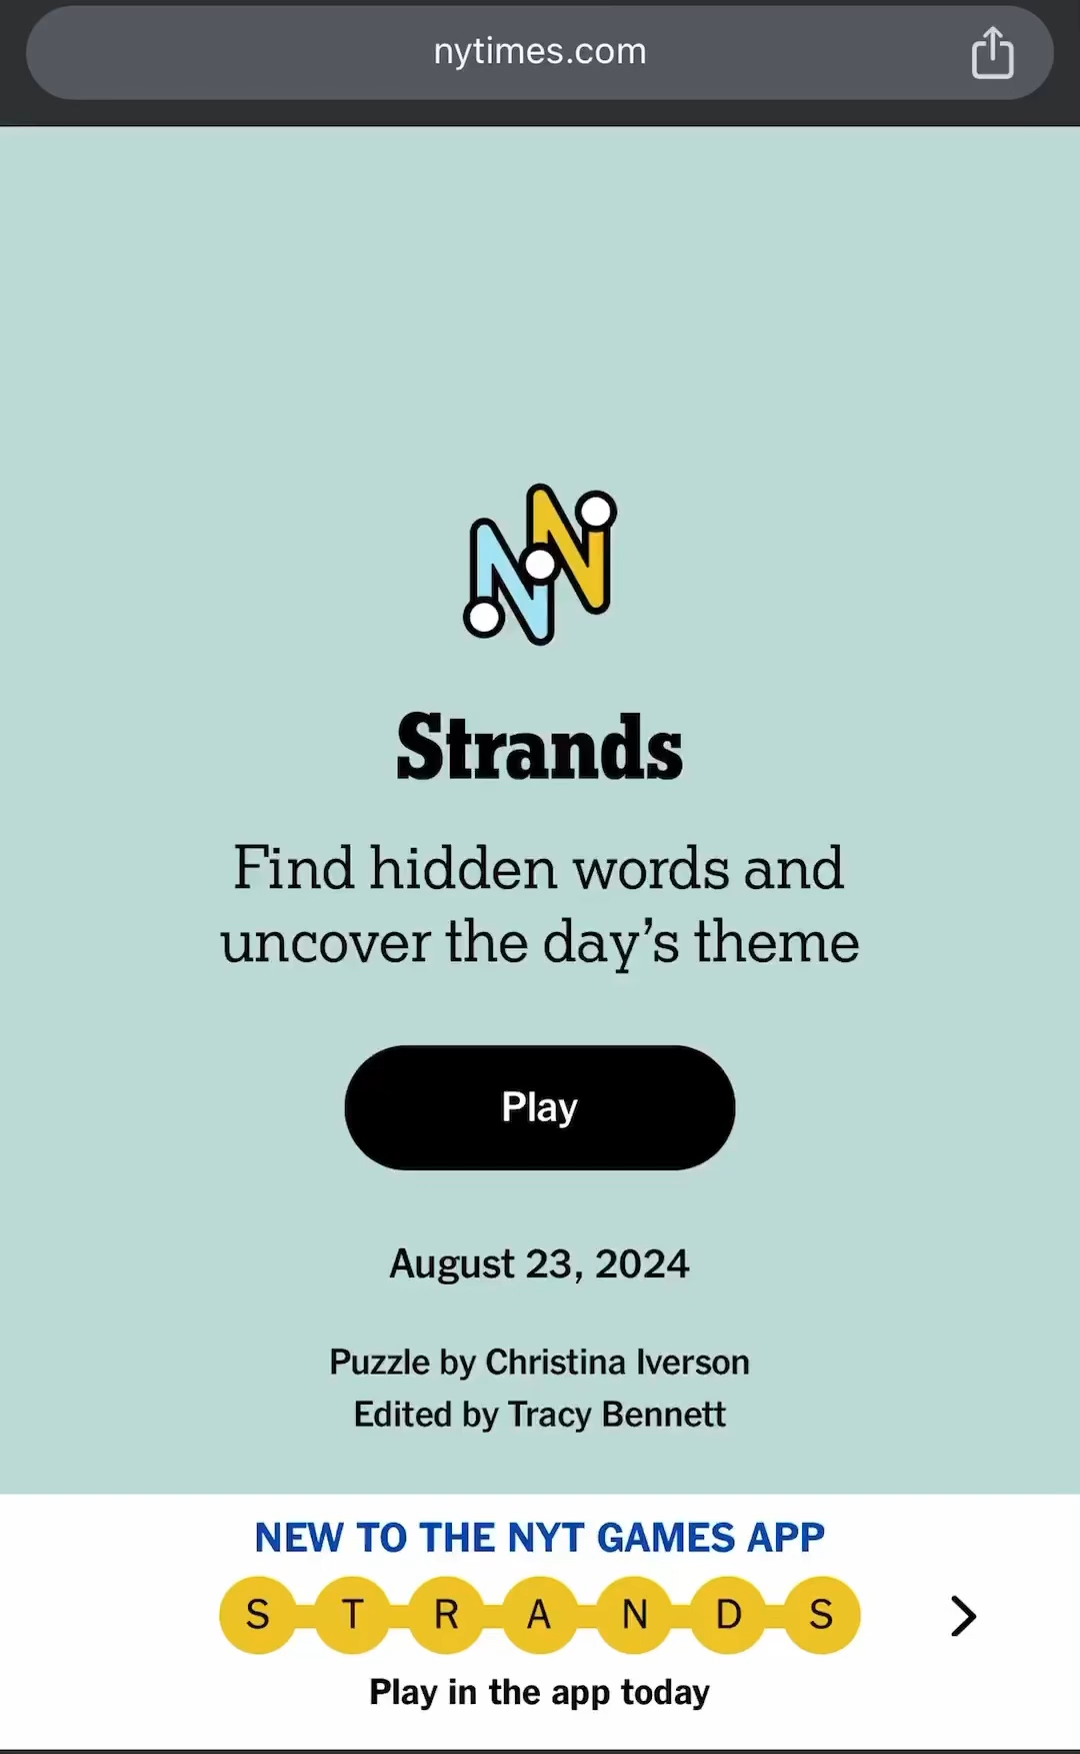 nytimes.com
Strands
Find hidden words and
uncover the day’s theme
Play
August 23, 2024
Puzzle by Christina Iverson
Edited by Tracy Bennett
NEW TO THE NYT GAMES APP
STRANDS
Play in the app today